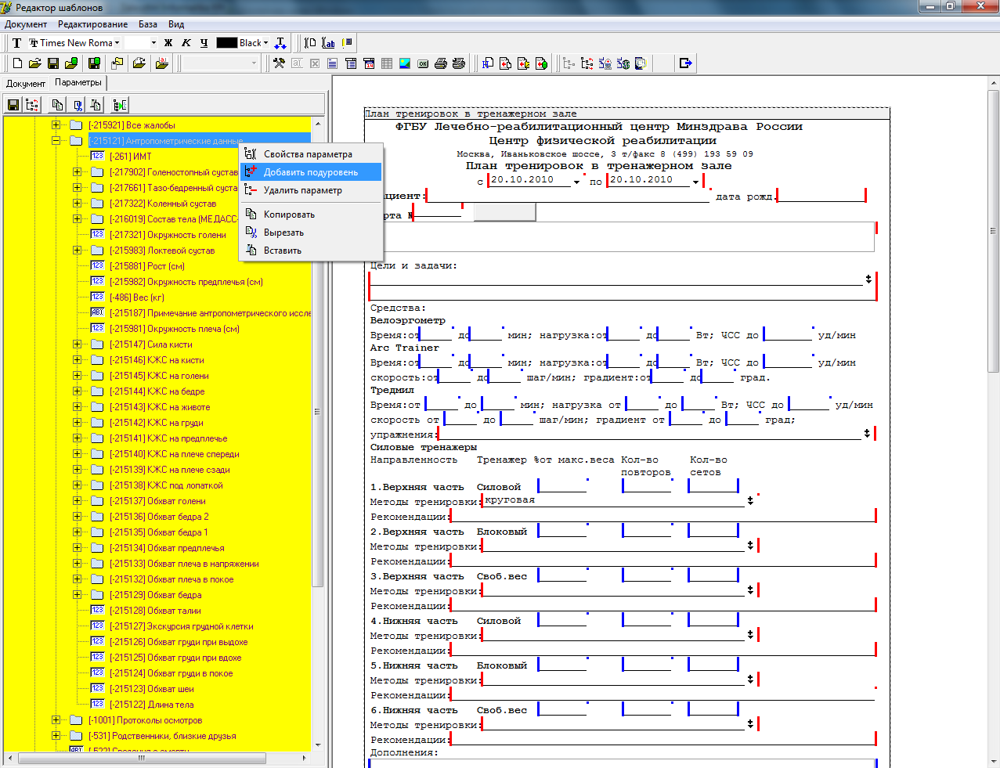 Редактор шаблонов
Документ Редактирование База Вид
Times New Roma Ж К Ч Black
Документ Параметры
[-215921] Все жалобы
[-215121] Антропометрические данные
[-261] ИМТ
[-217902] Голеностопный сустав
[-217661] Тазо-бедренный суста
[-217322] Коленный сустав
[-216019] Состав тела (МЕДАСС-
[-217321] Окружность голени
[-215983] Локтевой сустав
[-215881] Рост (см)
[-215982] Окружность предплечья (см)
[-486] Вес (кг)
[-215187] Примечание антропометрического иссле
[-215981] Окружность плеча (см)
[-215147] Сила кисти
[-215146] КЖС на кисти
[-215145] КЖС на голени
[-215144] КЖС на бедре
[-215143] КЖС на животе
[-215142] КЖС на груди
[-215141] КЖС на предплечье
[-215140] КЖС на плече спереди
[-215139] КЖС на плече сзади
[-215138] КЖС под лопаткой
[-215137] Обхват голени
[-215136] Обхват бедра 2
[-215135] Обхват бедра 1
[-215134] Обхват предплечья
[-215133] Обхват плеча в напряжении
[-215132] Обхват плеча в покое
[-215129] Обхват бедра
[-215128] Обхват талии
[-215127] Экскурсия грудной клетки
[-215126] Обхват груди при выдохе
[-215125] Обхват груди при вдохе
[-215124] Обхват груди в покое
[-215123] Обхват шеи
[-215122] Длина тела
[-1001] Протоколы осмотров
[-531] Родственники, близкие друзья
Свойства параметра
Добавить подуровень
Удалить параметр
Копировать
Вырезать
Вставить
План тренировок в тренажерном зале
ФГБУ Лечебно-реабилитационный центр Минздрава России
Центр физической реабилитации
Москва, Иваньковское шоссе, 3 т/факс 8 (499) 193 59 09
План тренировок в тренажерном зале
с 20.10.2010 по 20.10.2010
ациент: дата рожд.
рта №
Цели и задачи:
Средства:
Велоэргометр
Время:от до мин; нагрузка:от до Вт; ЧСС до уд/мин
Arc Trainer
Время:от до мин; нагрузка:от до Вт; ЧСС до уд/мин
скорость:от до шаг/мин; градиент:от до град.
Тредмил
Время:от до мин; нагрузка от до Вт; ЧСС до уд/мин
скорость от до шаг/мин; градиент от до град;
упражнения:
Силовые тренажеры
Направленность Тренажер %от макс.веса Кол-во Кол-во
повторов сетов
1.Верхняя часть Силовой
Методы тренировки: круговая
Рекомендации:
2.Верхняя часть Блоковый
Методы тренировки:
Рекомендации:
3.Верхняя часть Своб.вес
Методы тренировки:
Рекомендации:
4.Нижняя часть Силовой
Методы тренировки:
Рекомендации:
5.Нижняя часть Блоковый
Методы тренировки:
Рекомендации:
6.Нижняя часть Своб.вес
Методы тренировки:
Рекомендации:
Дополнения: